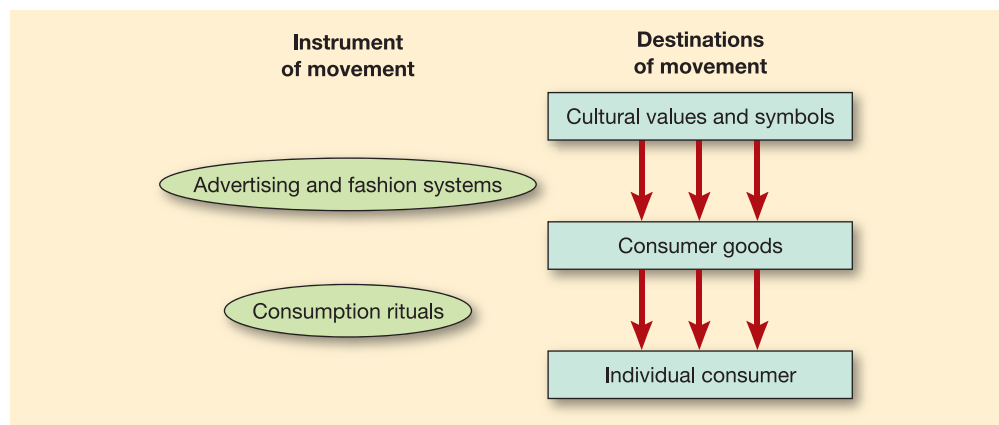 Instrument
of movement
Destinations
of movement
Cultural values and symbols
Advertising and fashion systems
Consumer goods
Consumption rituals
Individual consumer